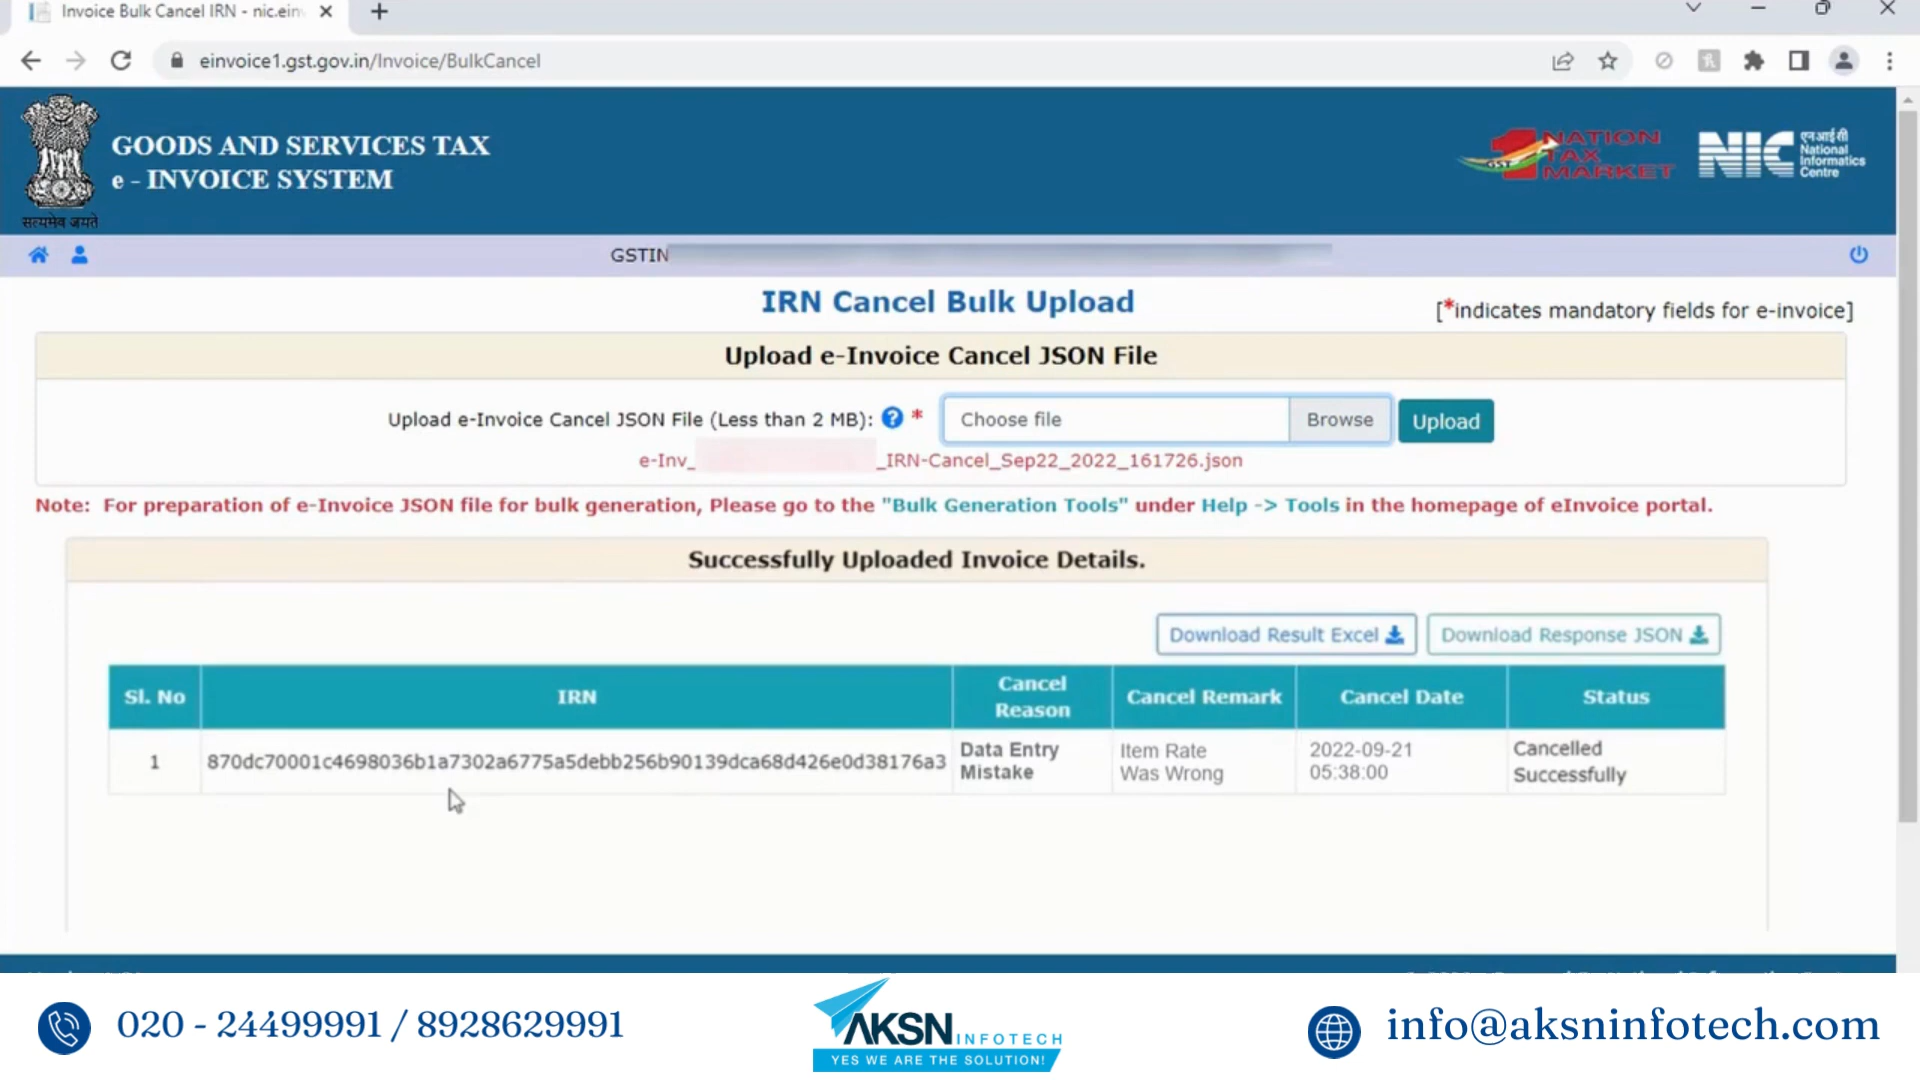 Invoice Bulk Cancel IRN - nic.ein
einvoice1.gst.gov.in/Invoice/BulkCancel
सत्यमेव जयते
GOODS AND SERVICES TAX
e - INVOICE SYSTEM
GST
1 NATION
TAX
MARKET
NIC
एनआईसी
National
Informatics
Centre
GSTIN
IRN Cancel Bulk Upload
[*indicates mandatory fields for e-invoice]
Upload e-Invoice Cancel JSON File
Upload e-Invoice Cancel JSON File (Less than 2 MB): ? * Choose file Browse Upload
e-Inv_ _IRN-Cancel_Sep22_2022_161726.json
Note: For preparation of e-Invoice JSON file for bulk generation, Please go to the "Bulk Generation Tools" under Help -> Tools in the homepage of eInvoice portal.
Successfully Uploaded Invoice Details.
Download Result Excel Download Response JSON
Sl. No IRN Cancel Reason Cancel Remark Cancel Date Status
1 870dc70001c4698036b1a7302a6775a5debb256b90139dca68d426e0d38176a3 Data Entry Mistake Item Rate Was Wrong 2022-09-21 05:38:00 Cancelled Successfully
020 - 24499991 / 8928629991
AKSN INFOTECH
YES WE ARE THE SOLUTION!
info@aksninfotech.com